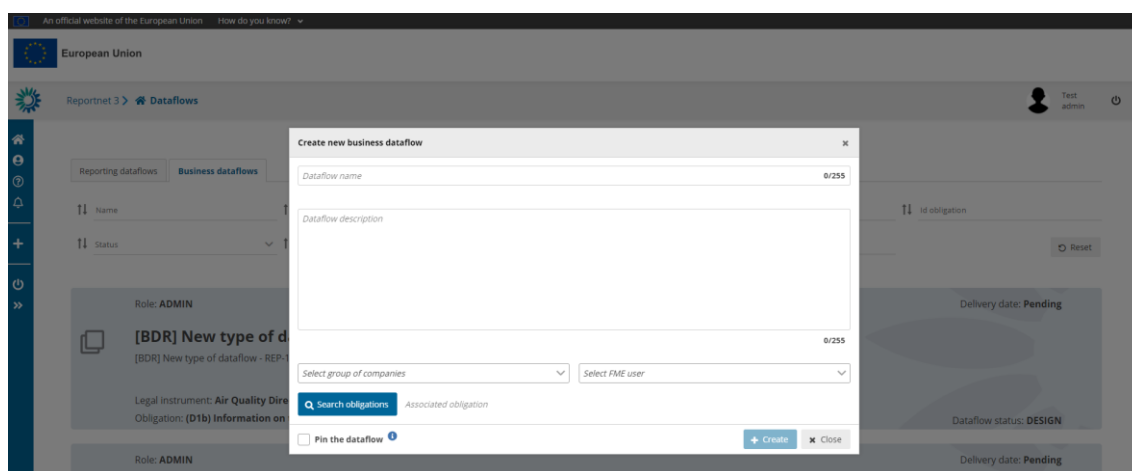 An official website of the European Union How do you know?
European Union
Reportnet 3 Dataflows
Test
admin
Create new business dataflow
Reporting dataflows Business dataflows
Dataflow name 0/255
Name
Id obligation
Dataflow description
Status
Reset
Role: ADMIN
Delivery date: Pending
[BDR] New type of d
[BDR] New type of dataflow - REP-1
0/255
Select group of companies Select FME user
Legal instrument: Air Quality Dire
Search obligations Associated obligation
Obligation: (D1b) Information on
Dataflow status: DESIGN
Pin the dataflow
Create Close
Role: ADMIN
Delivery date: Pending